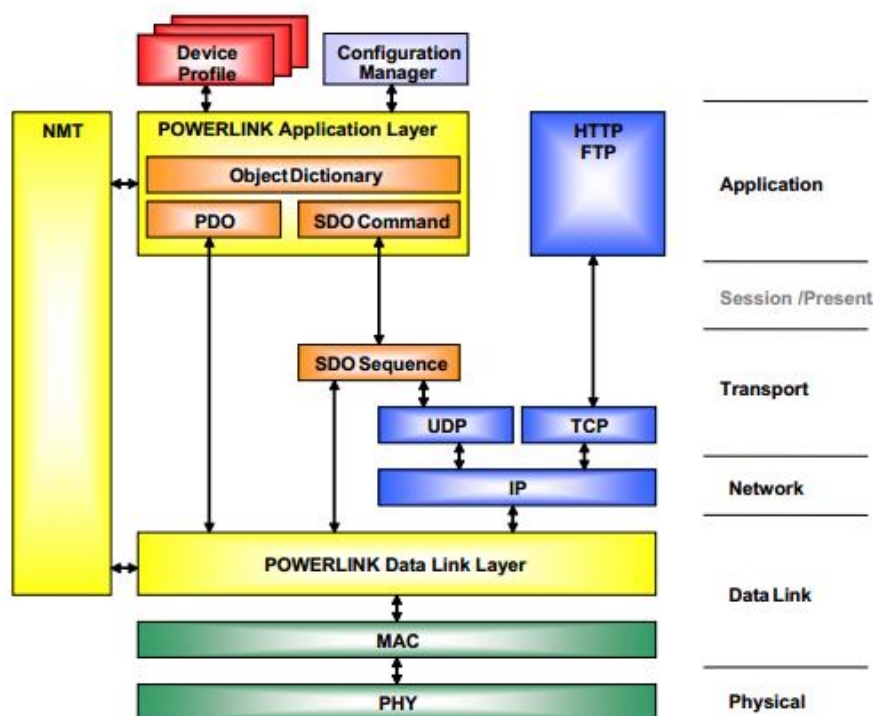 Device
Profile
Configuration
Manager
NMT
POWERLINK Application Layer
HTTP
FTP
Object Dictionary
Application
PDO
SDO Command
Session /Present
SDO Sequence
Transport
UDP
TCP
IP
Network
POWERLINK Data Link Layer
Data Link
MAC
PHY
Physical